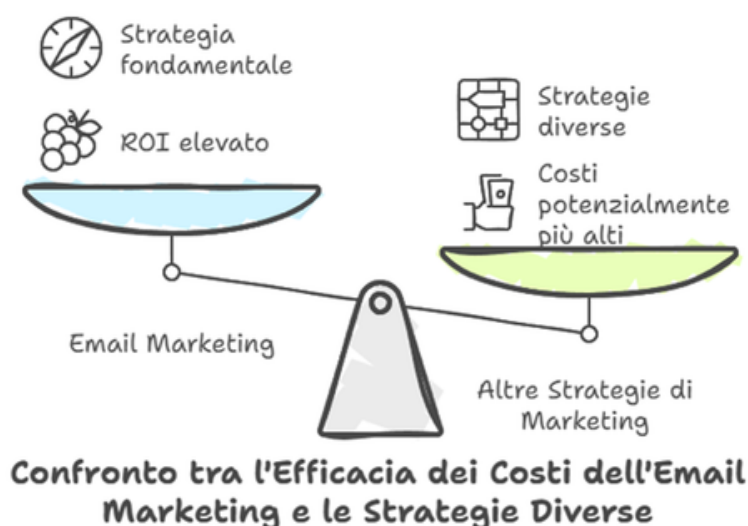 Strategia
fondamentale
ROI elevato
Email Marketing
Strategie
diverse
Costi
potenzialmente
più alti
Altre Strategie di
Marketing
Confronto tra l'Efficacia dei Costi dell'Email
Marketing e le Strategie Diverse